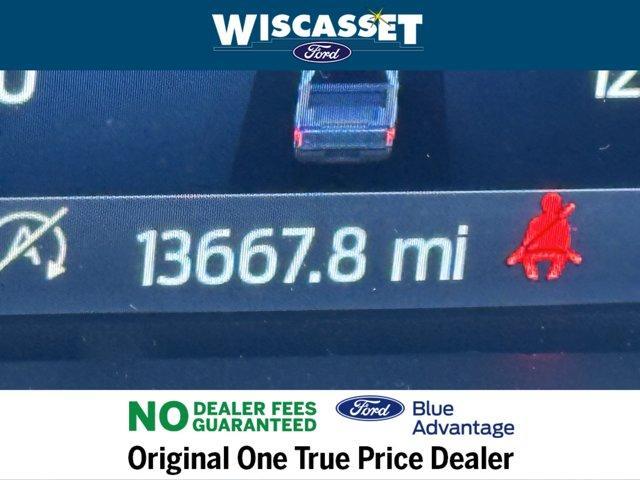 WISCASSET
Ford
13667.8 mi
A
NO DEALER FEES
GUARANTEED
Ford Blue
Advantage
Original One True Price Dealer